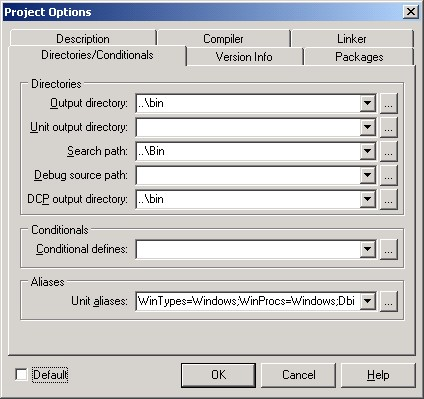 Project Options
Description Compiler Linker
Directories/Conditionals Version Info Packages
Directories
Output directory: ..\bin ...
Unit output directory: ...
Search path: ..\Bin ...
Debug source path: ...
DCP output directory: ..\bin ...
Conditionals
Conditional defines: ...
Aliases
Unit aliases: WinTypes=Windows;WinProcs=Windows;Dbi ...
Default OK Cancel Help